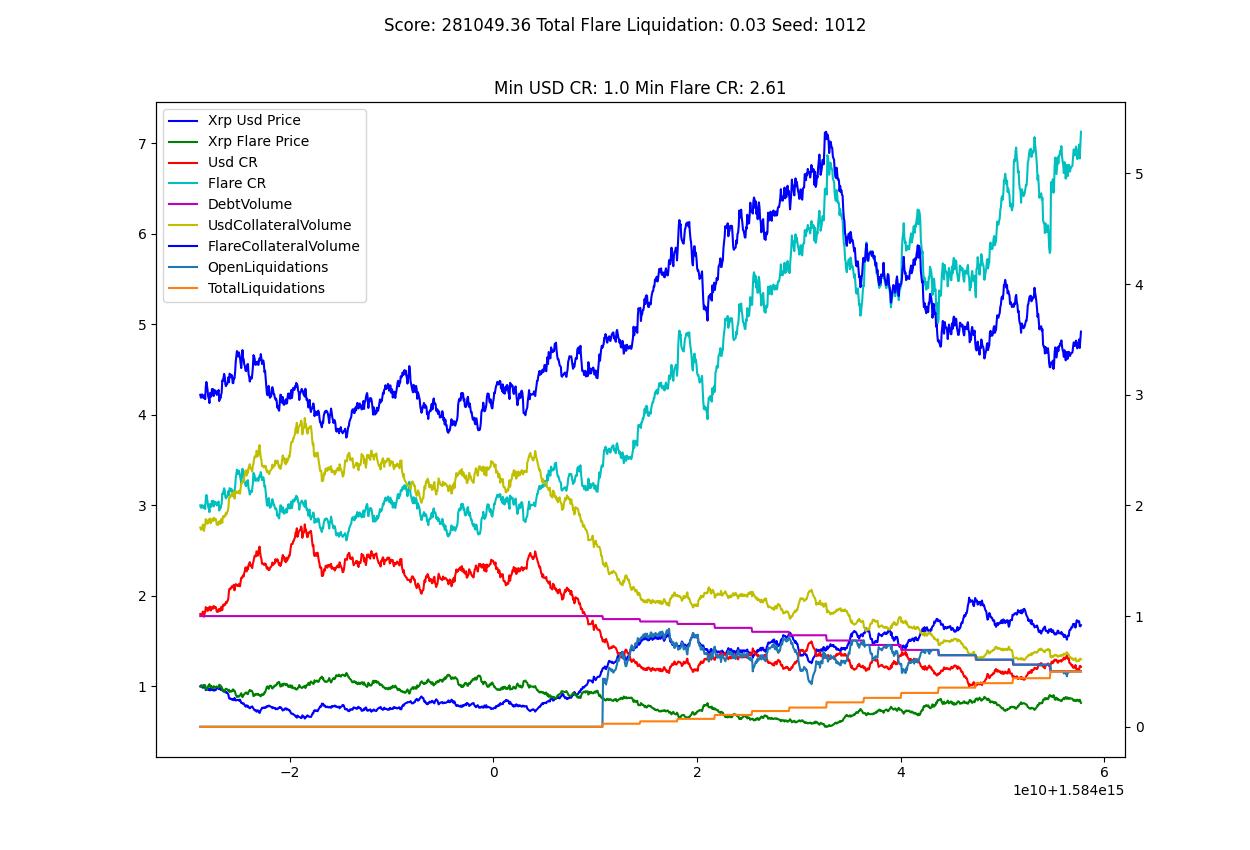 Score: 281049.36 Total Flare Liquidation: 0.03 Seed: 1012
Min USD CR: 1.0 Min Flare CR: 2.61
Xrp Usd Price
Xrp Flare Price
Usd CR
Flare CR
DebtVolume
UsdCollateralVolume
FlareCollateralVolume
OpenLiquidations
TotalLiquidations
7
6
5
4
3
2
1
5
4
3
2
1
0
−2
0
2
4
6
1e10+1.584e15